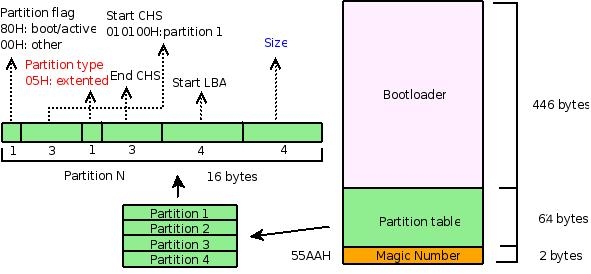 Partition flag
80H: boot/active
00H: other
Start CHS
010100H:partition 1
Partition type
05H: extented
End CHS
Start LBA
Size
1
3
1
3
4
4
Partition N
16 bytes
Partition 1
Partition 2
Partition 3
Partition 4
Bootloader
446 bytes
Partition table
64 bytes
55AAH
Magic Number
2 bytes